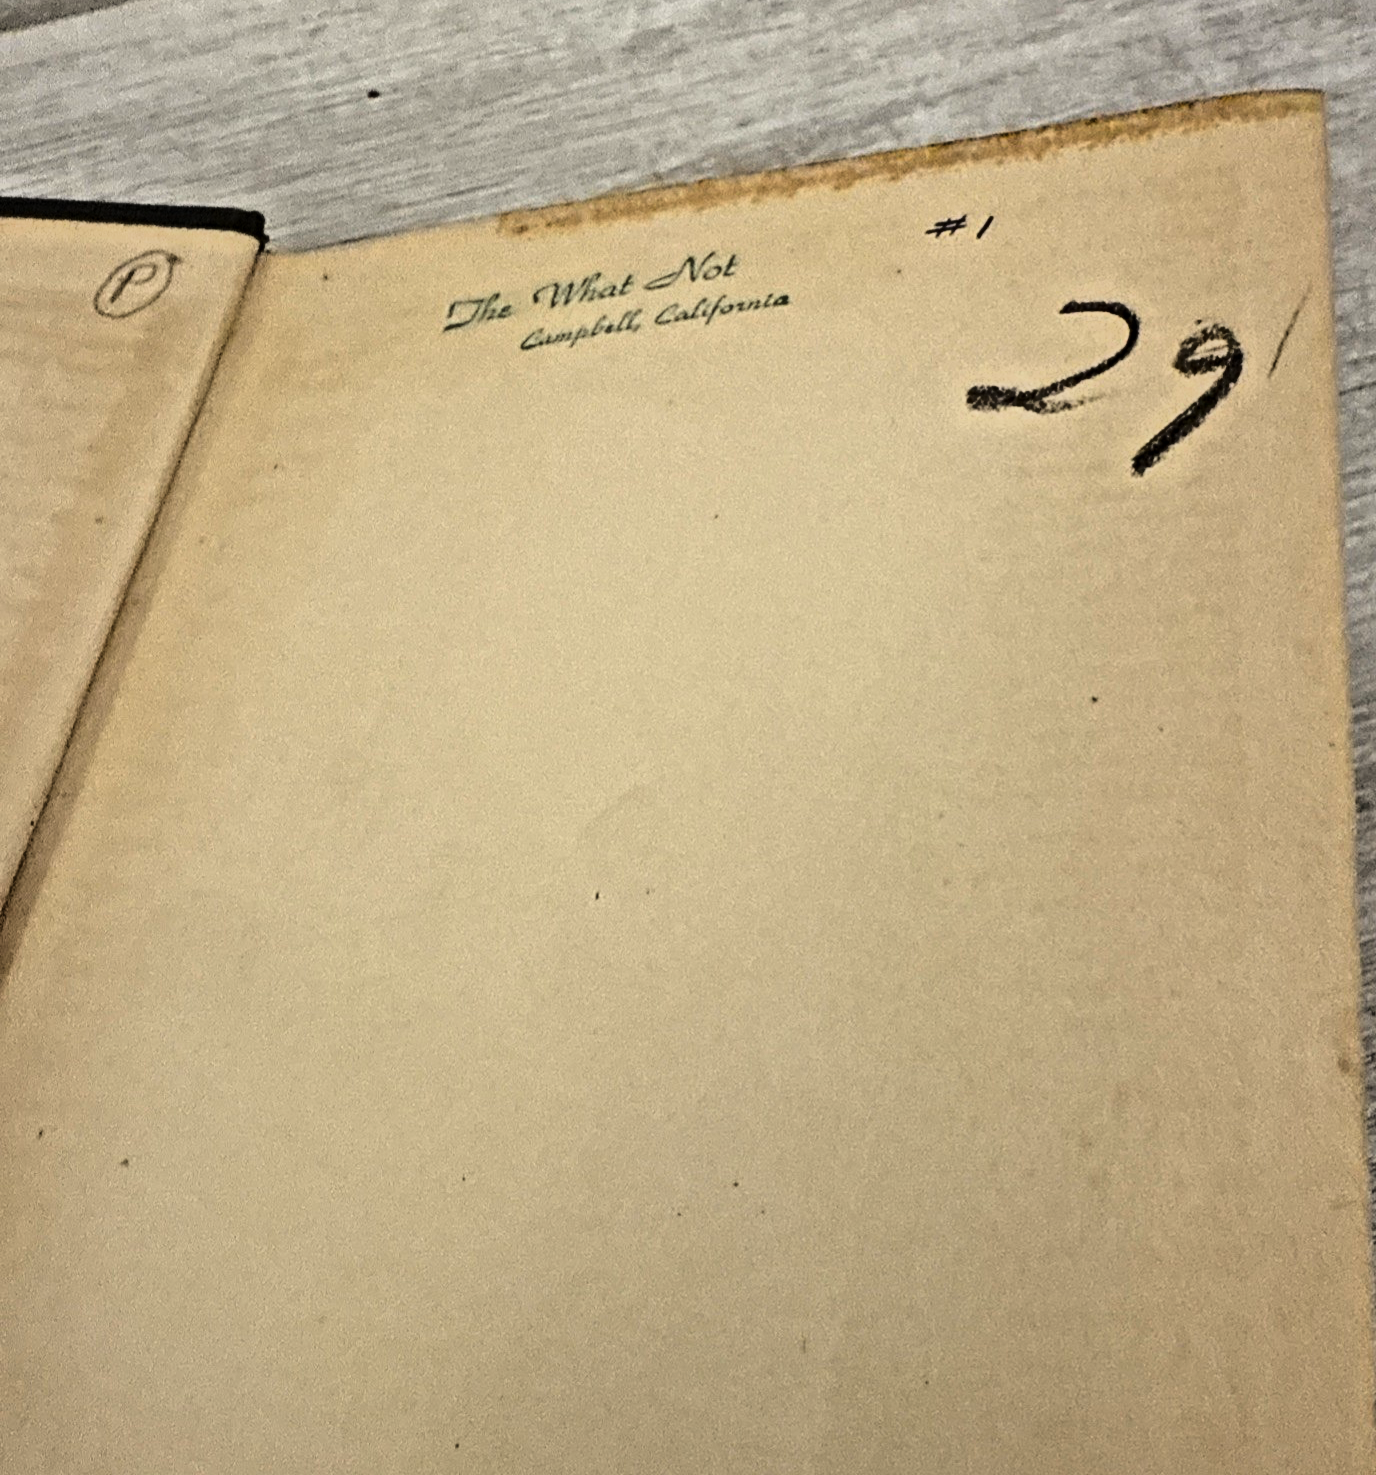 P
#1
The What Not
Campbell, California
29